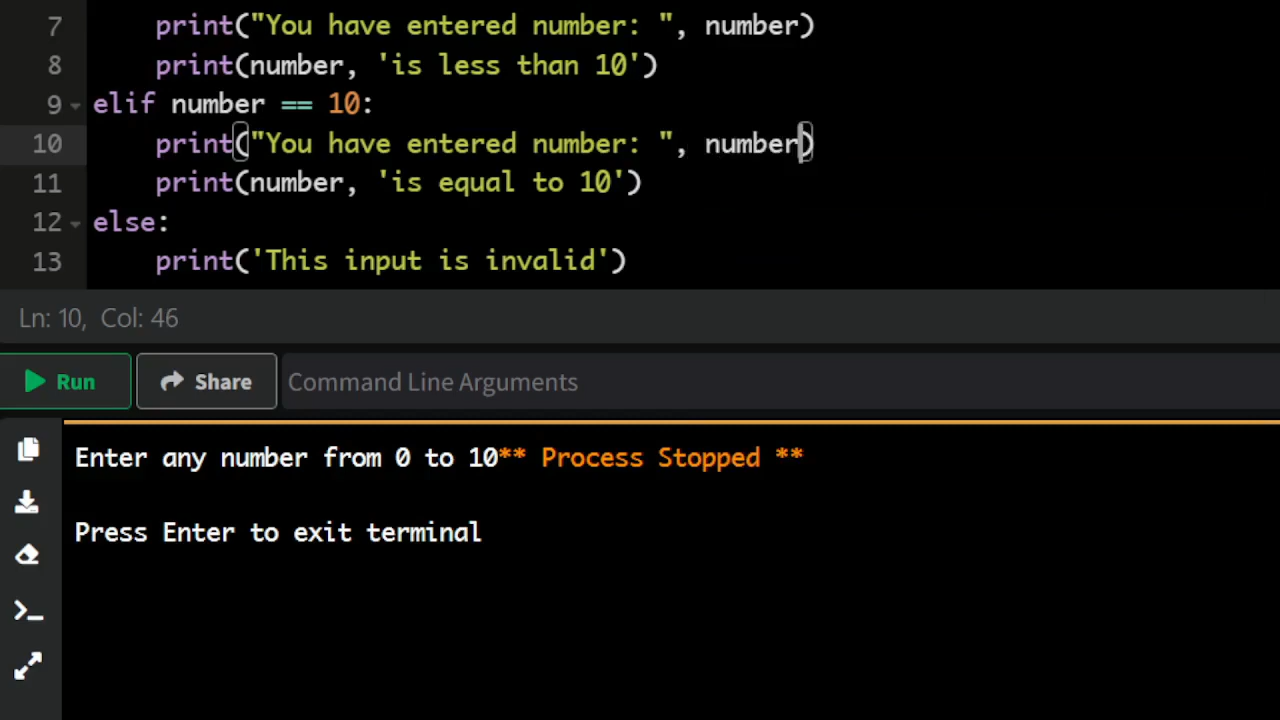 7 print("You have entered number: ", number)
8 print(number, 'is less than 10')
9 elif number == 10:
10 print("You have entered number: ", number)
11 print(number, 'is equal to 10')
12 else:
13 print('This input is invalid')
Ln: 10, Col: 46
Run Share Command Line Arguments
Enter any number from 0 to 10** Process Stopped **
Press Enter to exit terminal